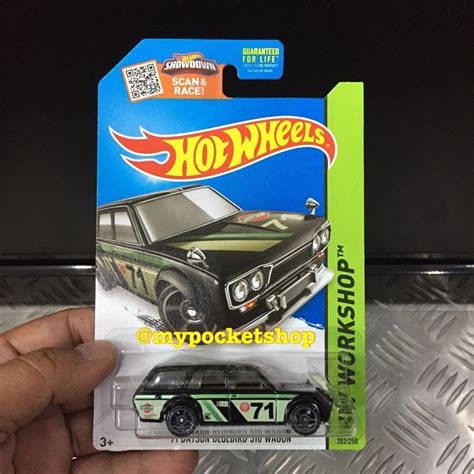 SHOWDOWN
SCAN &
RACE!
GUARANTEED
FOR LIFE!
HOT WHEELS
HW WORKSHOP™
71
@mypocketshop
71
'71 DATSUN BLUEBIRD 510 WAGON
3+
202/250